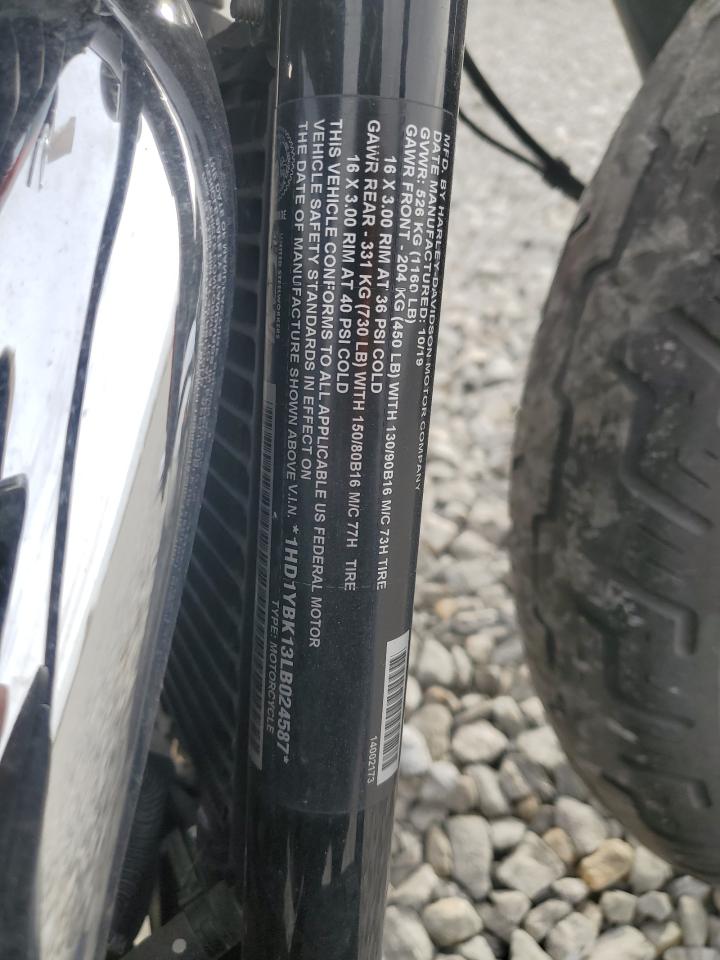 MFD. BY HARLEY-DAVIDSON MOTOR COMPANY
DATE MANUFACTURED: 10/19
GVWR: 526 KG (1160 LB)
GAWR FRONT - 204 KG (450 LB) WITH 130/90B16 M/C 73H TIRE
16 X 3.00 RIM AT 36 PSI COLD
GAWR REAR - 331 KG (730 LB) WITH 150/80B16 M/C 77H TIRE
16 X 3.00 RIM AT 40 PSI COLD
THIS VEHICLE CONFORMS TO ALL APPLICABLE US FEDERAL MOTOR
VEHICLE SAFETY STANDARDS IN EFFECT ON
THE DATE OF MANUFACTURE SHOWN ABOVE V.I.N. *1HD1YBK13LB024587*
TYPE: MOTORCYCLE
UNITED STEELWORKERS
14002173